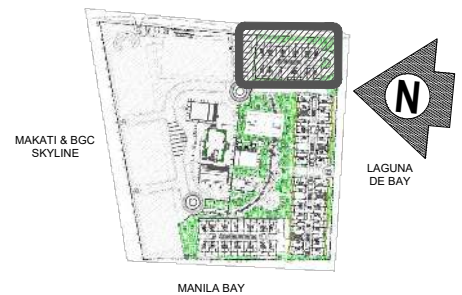 N
MAKATI & BGC
SKYLINE
LAGUNA
DE BAY
MANILA BAY